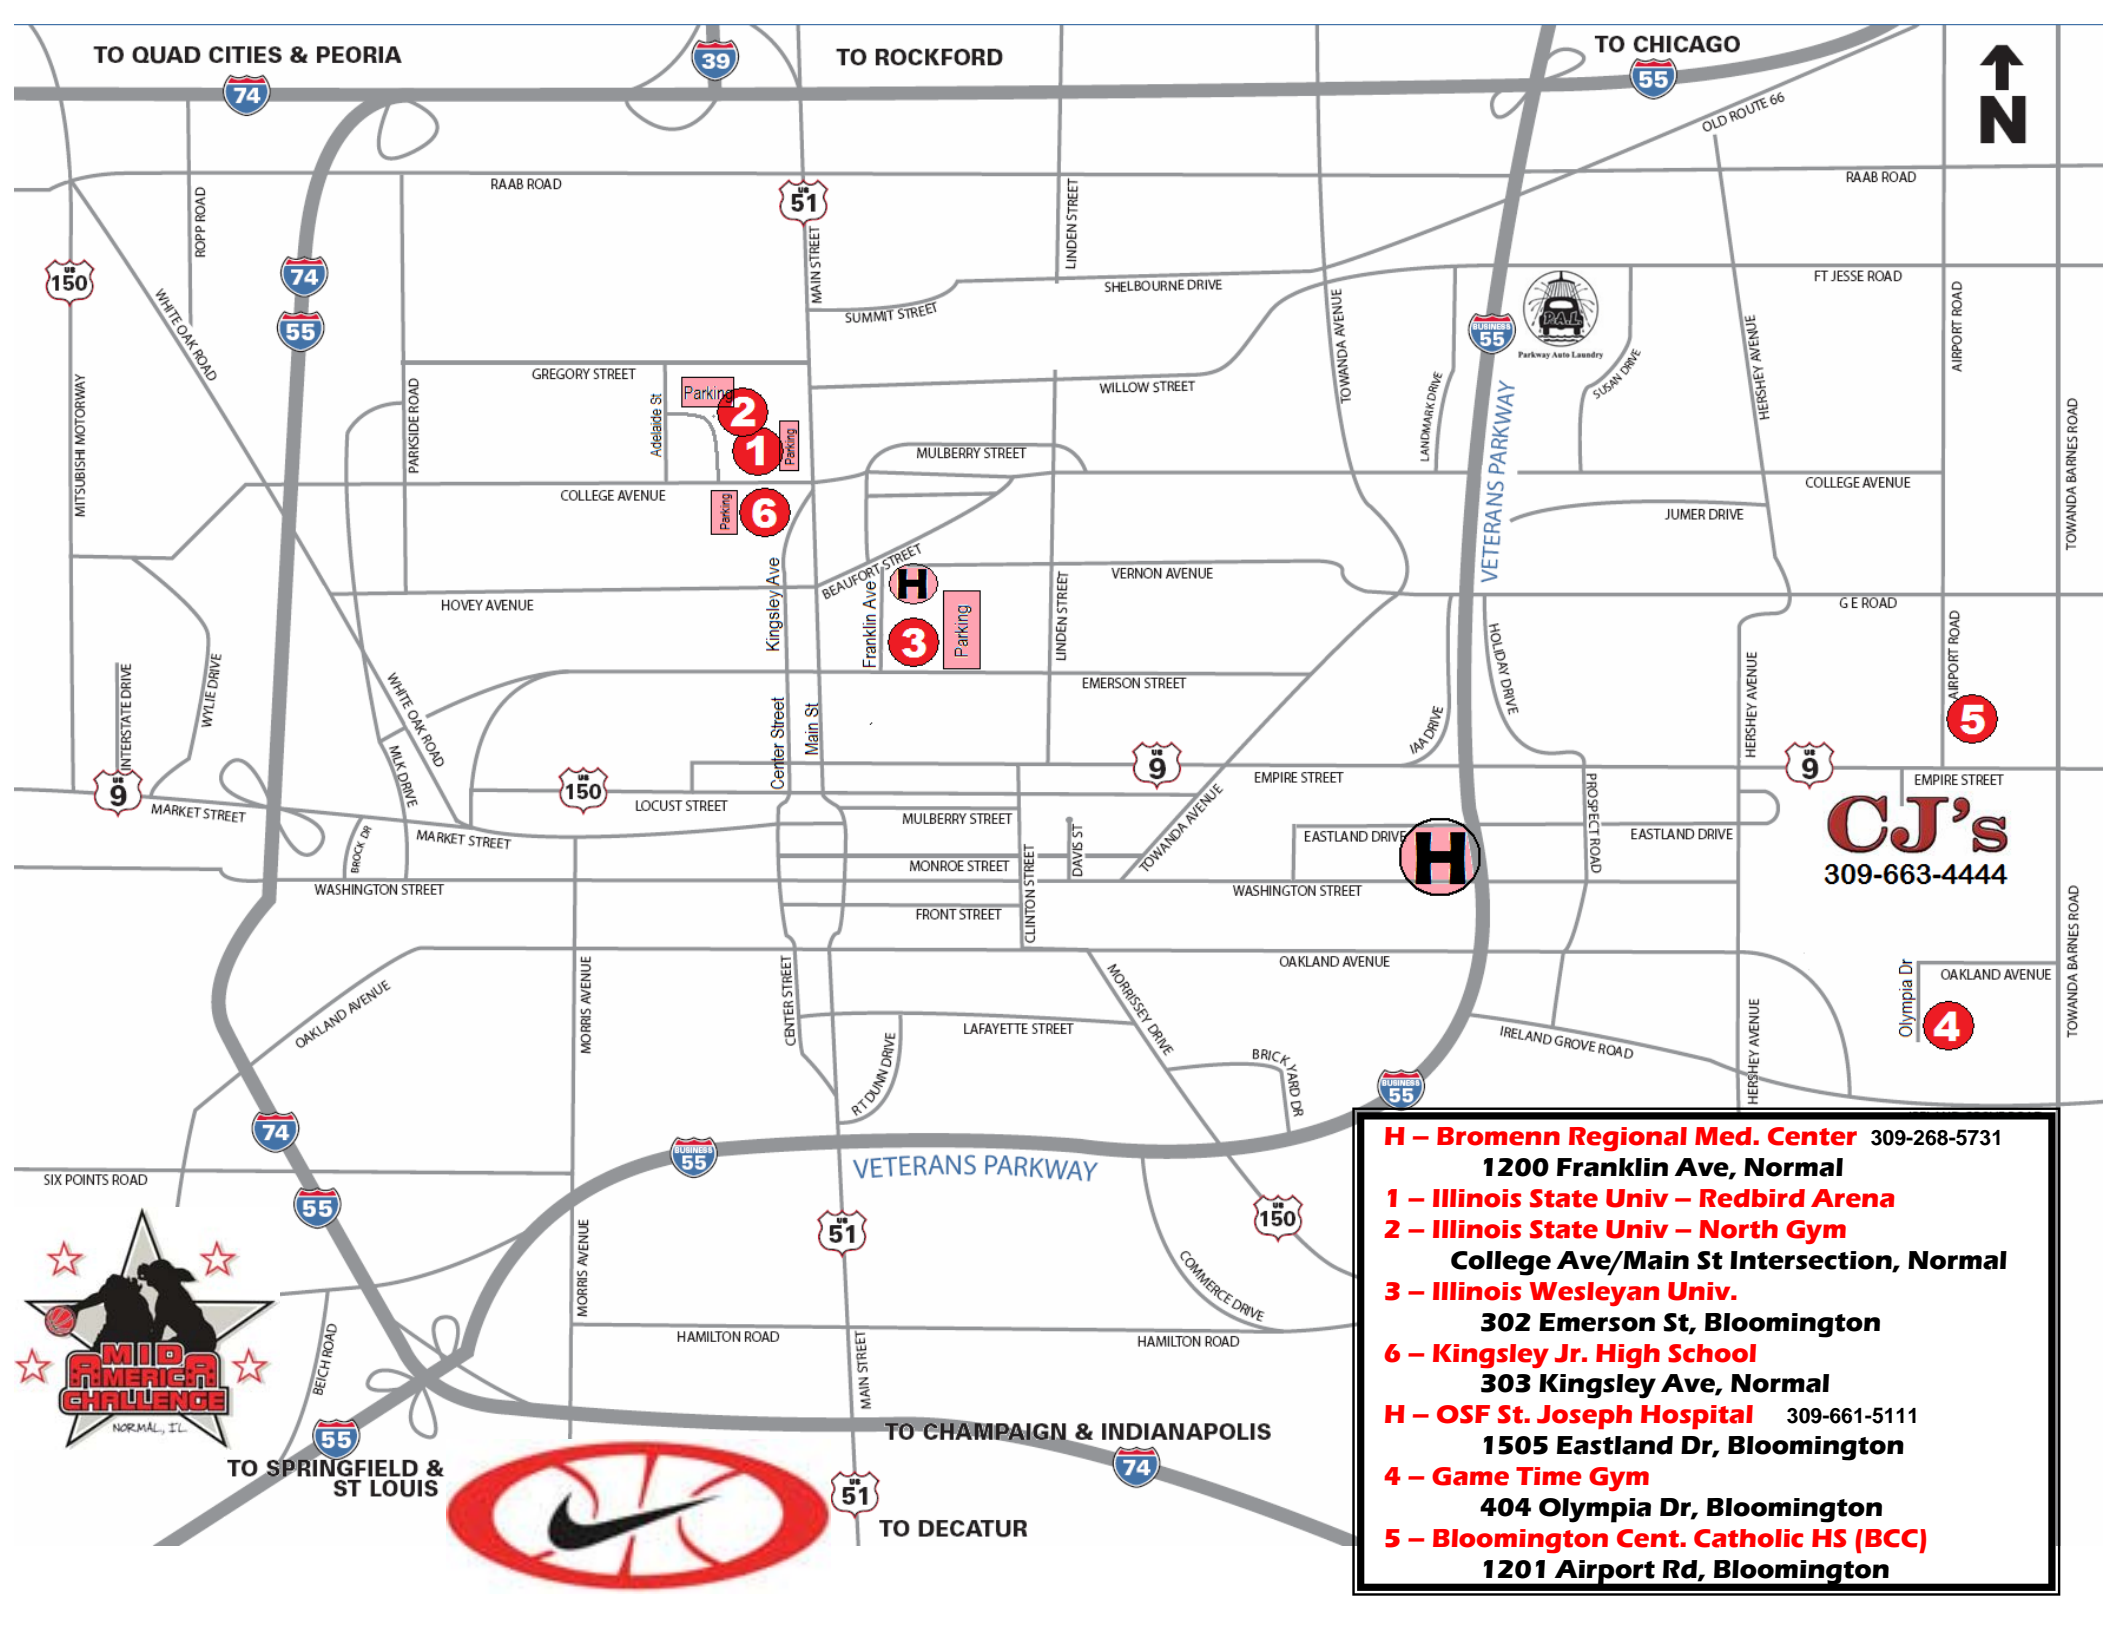 TO QUAD CITIES & PEORIA
74
39
TO ROCKFORD
TO CHICAGO
55
OLD ROUTE 66
N
RAAB ROAD
RAAB ROAD
ROPP ROAD
US
51
LINDEN STREET
MAIN STREET
US
150
74
55
WHITE OAK ROAD
SHELBOURNE DRIVE
SUMMIT STREET
FT JESSE ROAD
TOWANDA AVENUE
BUSINESS
55
P.A.L.
Parkway Auto Laundry
SUSAN DRIVE
HERSHEY AVENUE
AIRPORT ROAD
MITSUBISHI MOTORWAY
PARKSIDE ROAD
GREGORY STREET
Adelaide St
Parking
2
1
Parking
WILLOW STREET
LANDMARK DRIVE
VETERANS PARKWAY
TOWANDA BARNES ROAD
MULBERRY STREET
COLLEGE AVENUE
Parking
6
COLLEGE AVENUE
JUMER DRIVE
BEAUFORT STREET
Kingsley Ave
Franklin Ave
H
3
Parking
VERNON AVENUE
LINDEN STREET
HOVEY AVENUE
G E ROAD
HOLIDAY DRIVE
AIRPORT ROAD
5
INTERSTATE DRIVE
WYLIE DRIVE
WHITE OAK ROAD
MLK DRIVE
EMERSON STREET
Center Street
Main St
IAA DRIVE
HERSHEY AVENUE
US
9
US
150
US
9
US
9
EMPIRE STREET
EMPIRE STREET
MARKET STREET
LOCUST STREET
MARKET STREET
BROCK DR
MULBERRY STREET
MONROE STREET
DAVIS ST
TOWANDA AVENUE
EASTLAND DRIVE
H
PROSPECT ROAD
EASTLAND DRIVE
CJ's
309-663-4444
WASHINGTON STREET
WASHINGTON STREET
FRONT STREET
CLINTON STREET
OAKLAND AVENUE
MORRIS AVENUE
CENTER STREET
OAKLAND AVENUE
MORRISSEY DRIVE
OAKLAND AVENUE
Olympia Dr
4
TOWANDA BARNES ROAD
LAFAYETTE STREET
RT DUNN DRIVE
IRELAND GROVE ROAD
HERSHEY AVENUE
BRICK YARD DR
BUSINESS
55
74
BUSINESS
55
VETERANS PARKWAY
SIX POINTS ROAD
55
US
51
US
150
MORRIS AVENUE
COMMERCE DRIVE
HAMILTON ROAD
HAMILTON ROAD
BEICH ROAD
MAIN STREET
MID
AMERICA
CHALLENGE
NORMAL, IL
55
TO SPRINGFIELD &
ST LOUIS
TO CHAMPAIGN & INDIANAPOLIS
74
US
51
TO DECATUR
H – Bromenn Regional Med. Center 309-268-5731
1200 Franklin Ave, Normal
1 – Illinois State Univ – Redbird Arena
2 – Illinois State Univ – North Gym
College Ave/Main St Intersection, Normal
3 – Illinois Wesleyan Univ.
302 Emerson St, Bloomington
6 – Kingsley Jr. High School
303 Kingsley Ave, Normal
H – OSF St. Joseph Hospital 309-661-5111
1505 Eastland Dr, Bloomington
4 – Game Time Gym
404 Olympia Dr, Bloomington
5 – Bloomington Cent. Catholic HS (BCC)
1201 Airport Rd, Bloomington